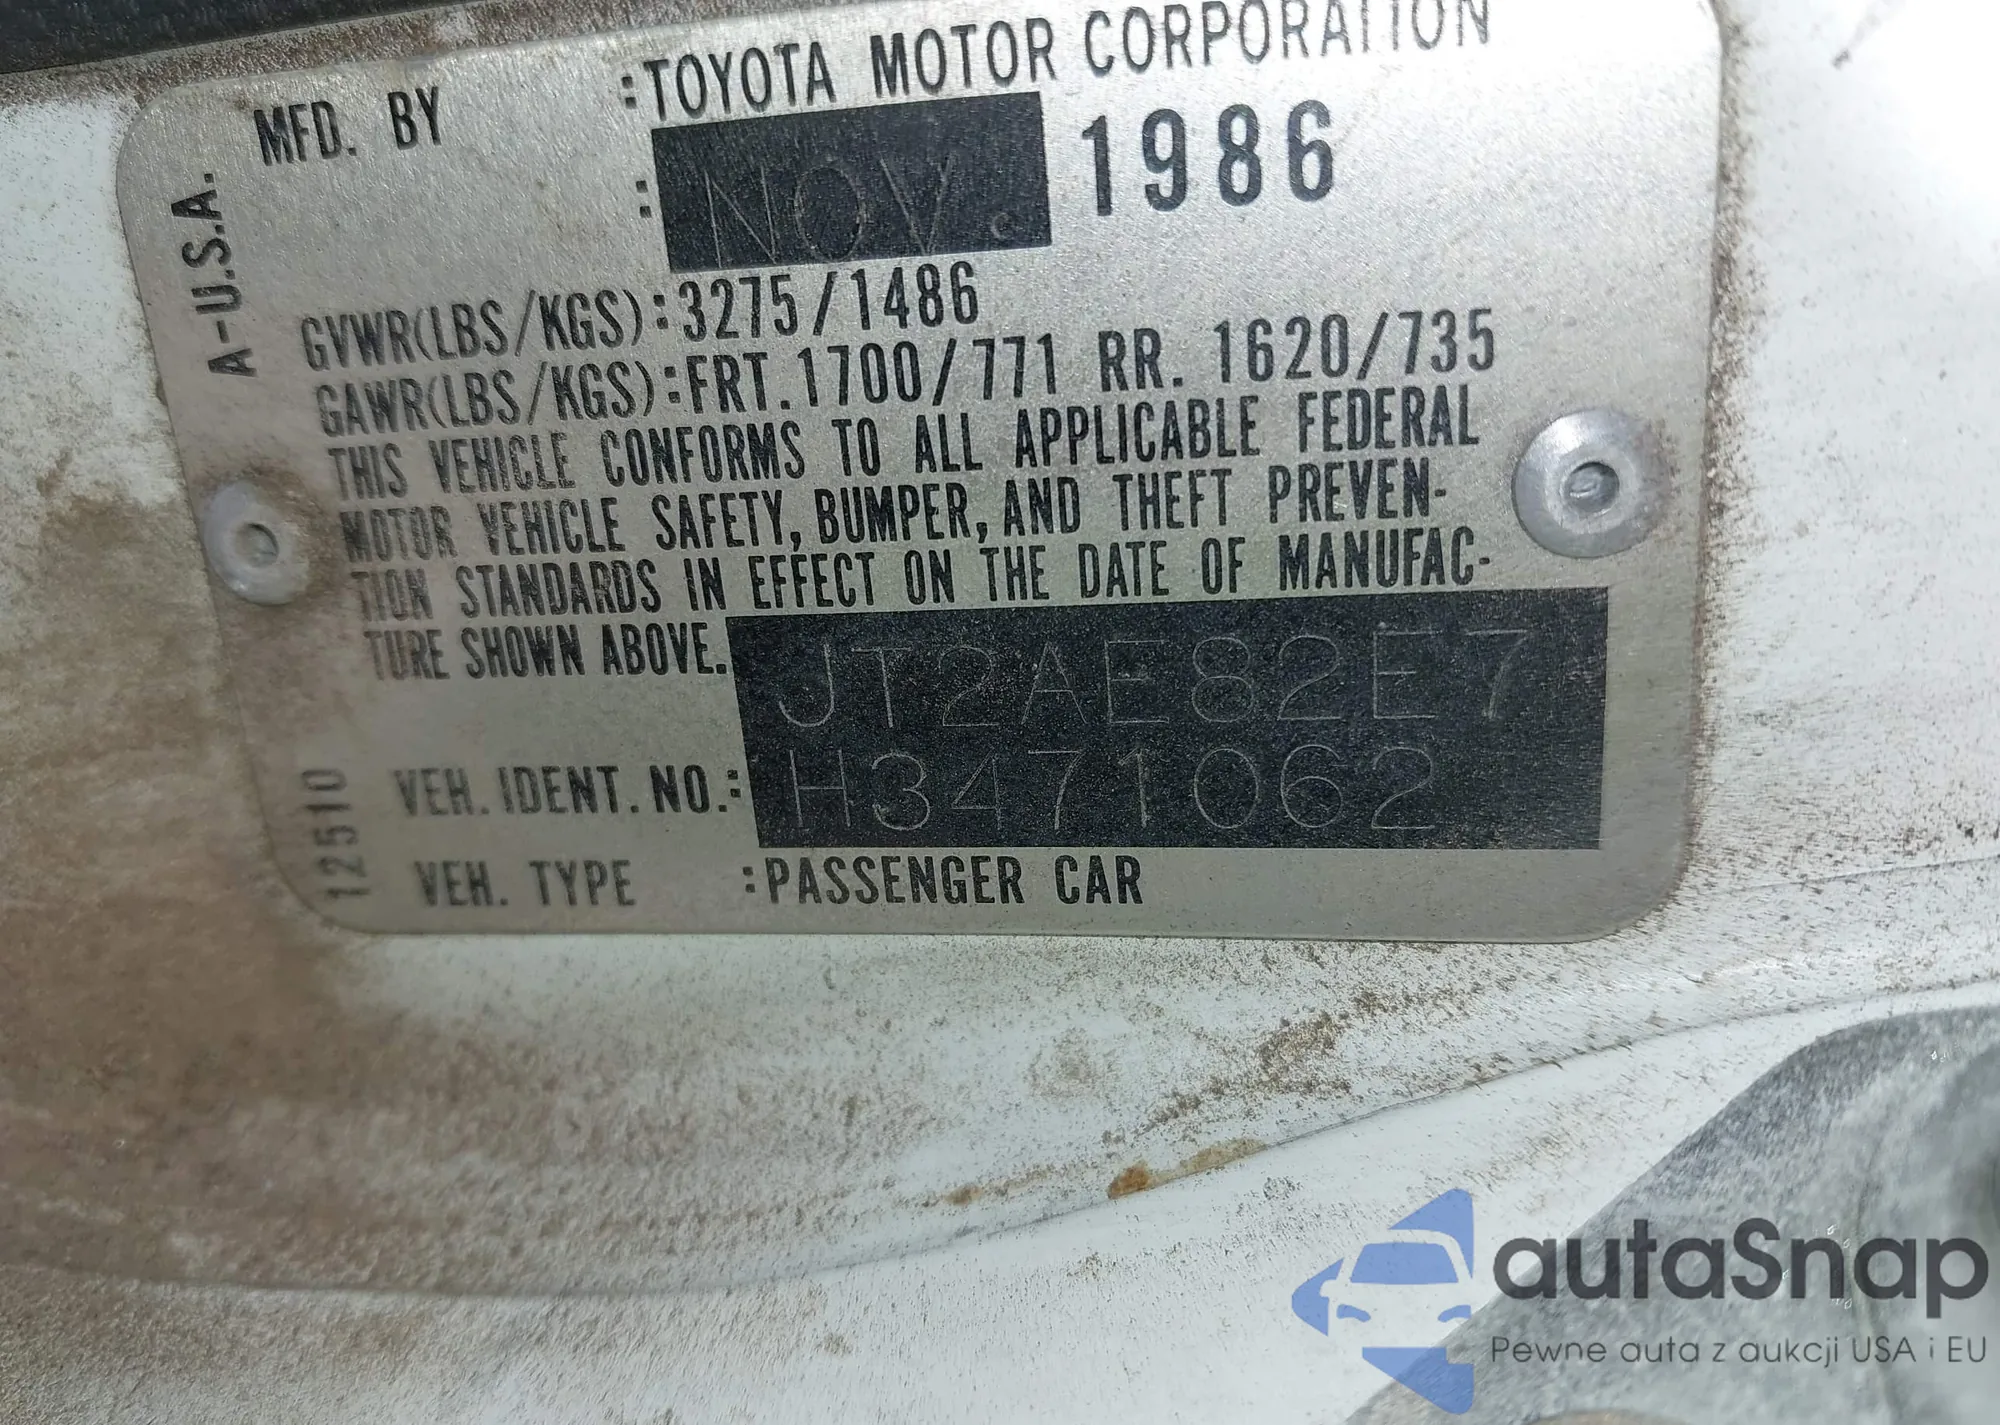 MFD. BY :TOYOTA MOTOR CORPORATION
: NOV. 1986
A-U.S.A.
GVWR(LBS/KGS):3275/1486
GAWR(LBS/KGS):FRT.1700/771 RR. 1620/735
THIS VEHICLE CONFORMS TO ALL APPLICABLE FEDERAL
MOTOR VEHICLE SAFETY, BUMPER, AND THEFT PREVEN-
TION STANDARDS IN EFFECT ON THE DATE OF MANUFAC-
TURE SHOWN ABOVE.
JT2AE82E7
VEH. IDENT. NO.: H3471062
VEH. TYPE :PASSENGER CAR
12510
autaSnap
Pewne auta z aukcji USA i EU